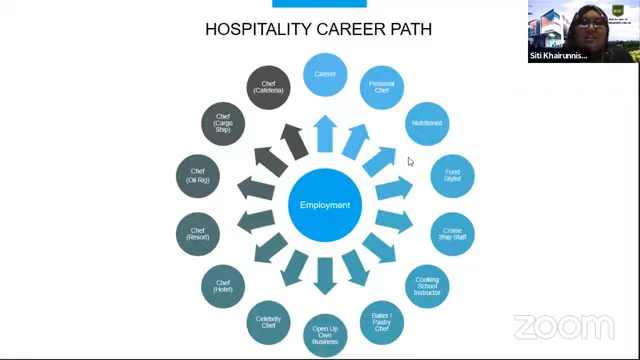 HOSPITALITY CAREER PATH
Siti Khairunnis...
Caterer
Personal
Chef
Nutritionist
Food
Stylist
Cruise
Ship Staff
Cooking
School
Instructor
Baker /
Pastry
Chef
Open Up
Own
Business
Celebrity
Chef
Chef
(Hotel)
Chef
(Resort)
Chef
(Oil Rig)
Chef
(Cargo
Ship)
Chef
(Cafeteria)
Employment
zoom